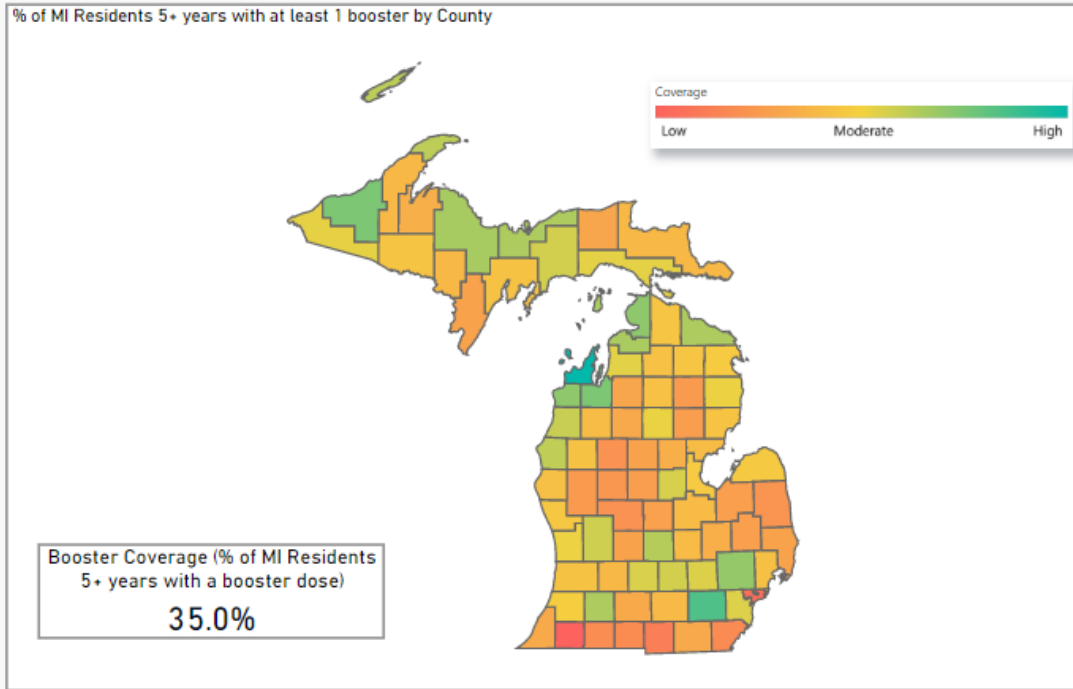 % of MI Residents 5+ years with at least 1 booster by County
Coverage
Low Moderate High
Booster Coverage (% of MI Residents
5+ years with a booster dose)
35.0%